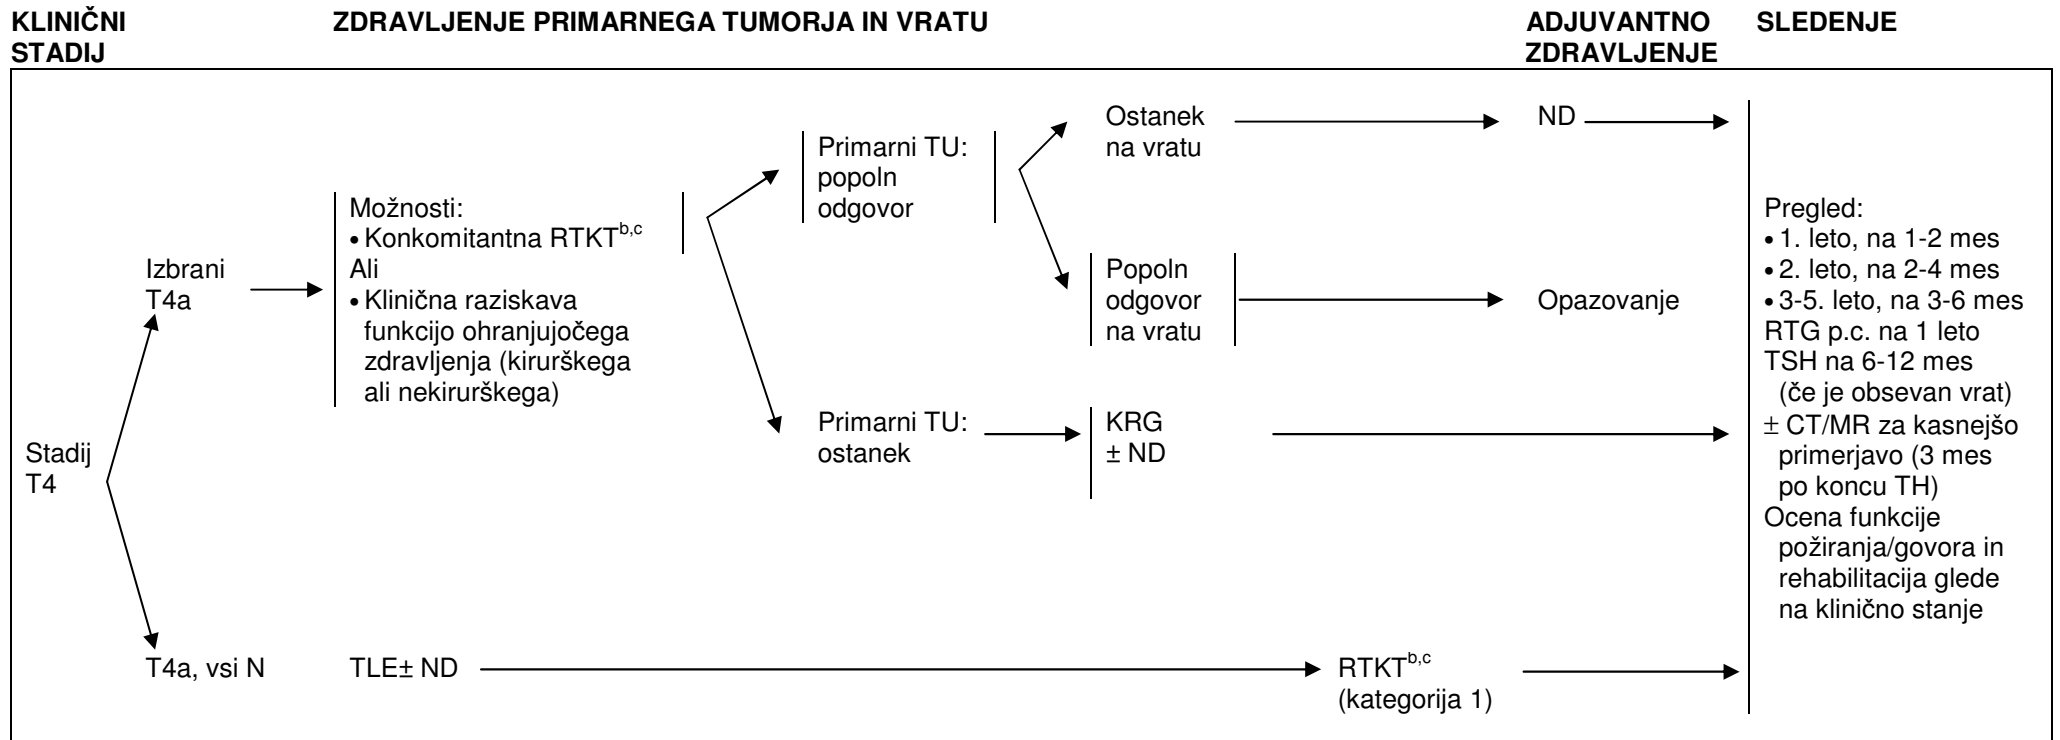 KLINIČNI
STADIJ
ZDRAVLJENJE PRIMARNEGA TUMORJA IN VRATU
ADJUVANTNO
ZDRAVLJENJE
SLEDENJE
Stadij
T4
Izbrani
T4a
Možnosti:
• Konkomitantna RTKTb,c
Ali
• Klinična raziskava
funkcijo ohranjujočega
zdravljenja (kirurškega
ali nekirurškega)
Primarni TU:
popoln
odgovor
Ostanek
na vratu
ND
Popoln
odgovor
na vratu
Opazovanje
Primarni TU:
ostanek
KRG
± ND
T4a, vsi N
TLE± ND
RTKTb,c
(kategorija 1)
Pregled:
• 1. leto, na 1-2 mes
• 2. leto, na 2-4 mes
• 3-5. leto, na 3-6 mes
RTG p.c. na 1 leto
TSH na 6-12 mes
(če je obsevan vrat)
± CT/MR za kasnejšo
primerjavo (3 mes
po koncu TH)
Ocena funkcije
požiranja/govora in
rehabilitacija glede
na klinično stanje